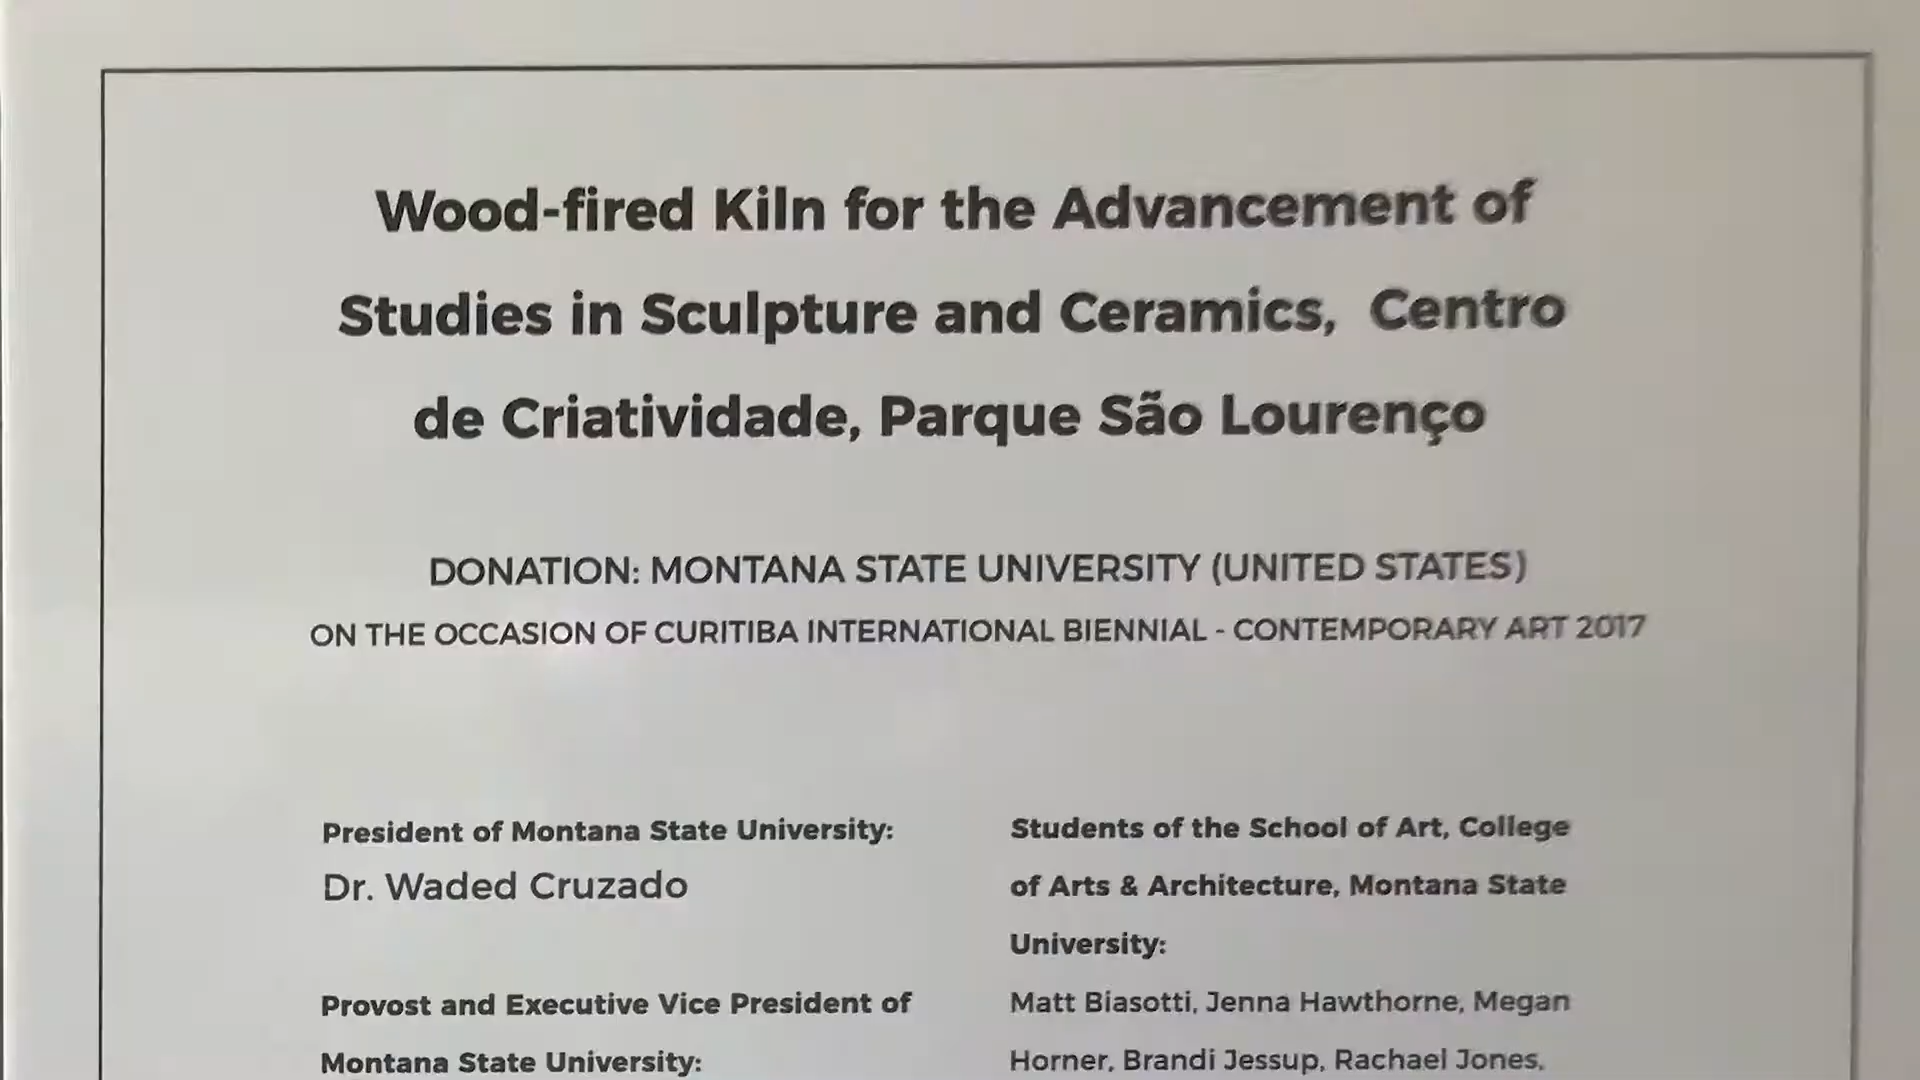 Wood-fired Kiln for the Advancement of
Studies in Sculpture and Ceramics, Centro
de Criatividade, Parque São Lourenço
DONATION: MONTANA STATE UNIVERSITY (UNITED STATES)
ON THE OCCASION OF CURITIBA INTERNATIONAL BIENNIAL - CONTEMPORARY ART 2017
President of Montana State University:
Dr. Waded Cruzado
Provost and Executive Vice President of
Montana State University:
Students of the School of Art, College
of Arts & Architecture, Montana State
University:
Matt Biasotti, Jenna Hawthorne, Megan
Horner, Brandi Jessup, Rachael Jones,